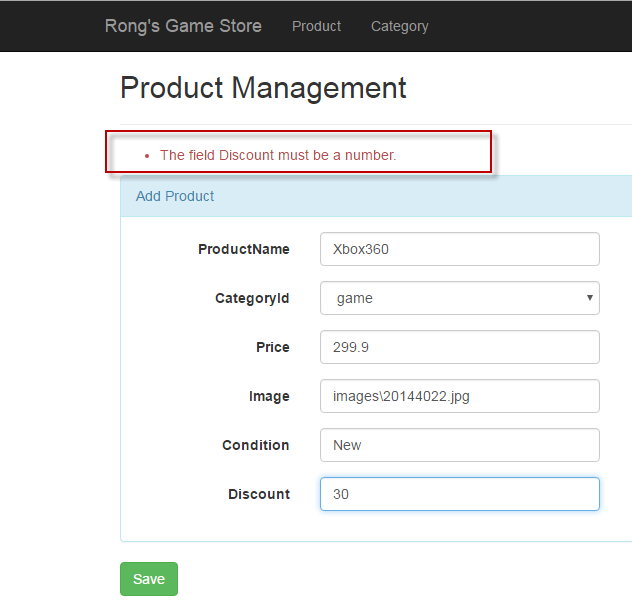 Rong's Game Store Product Category
Product Management
• The field Discount must be a number.
Add Product
ProductName Xbox360
CategoryId game
Price 299.9
Image images\20144022.jpg
Condition New
Discount 30
Save